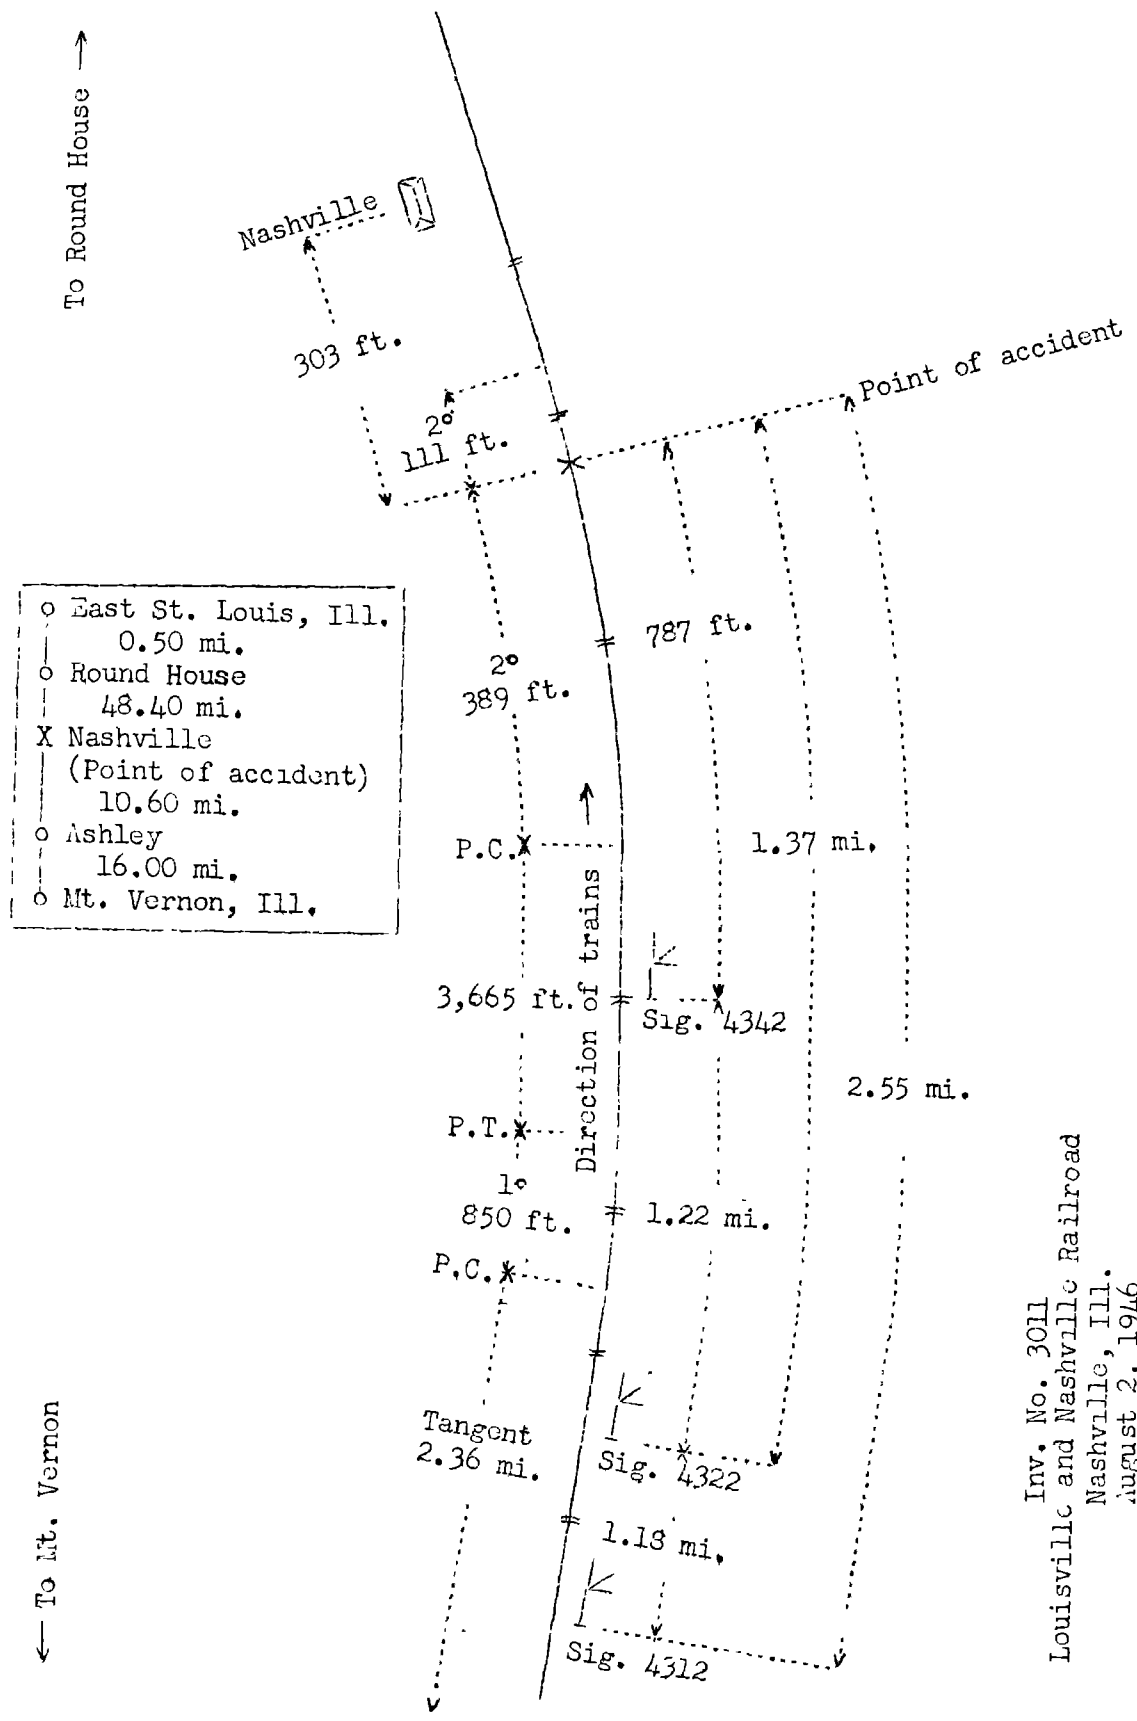 To Round House →
Nashville
303 ft.
2°
111 ft.
Point of accident
East St. Louis, Ill.
0.50 mi.
Round House
48.40 mi.
X Nashville
(Point of accident)
10.60 mi.
Ashley
16.00 mi.
Mt. Vernon, Ill.
787 ft.
2°
389 ft.
P.C.
1.37 mi.
Direction of trains →
3,665 ft.
Sig. 4342
2.55 mi.
P.T.
1°
850 ft.
1.22 mi.
P.C.
Tangent
2.36 mi.
Sig. 4322
1.18 mi.
Sig. 4312
← To Mt. Vernon
Inv. No. 3011
Louisville and Nashville Railroad
Nashville, Ill.
August 2, 1946